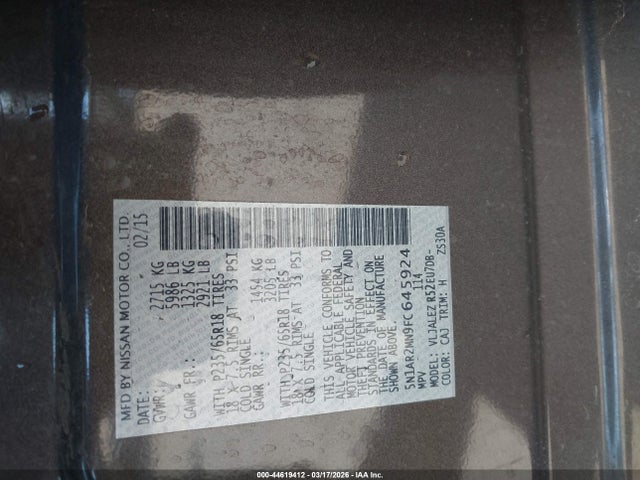 MFD BY NISSAN MOTOR CO., LTD.
DATE: 02/15
GVWR : 2715 KG
5986 LB
GAWR FR.: 1325 KG
2921 LB
WITH P235/65R18 TIRES
18 X 7.5 RIMS AT 33 PSI
COLD SINGLE
GAWR RR.: 1454 KG
3205 LB
WITH P235/65R18 TIRES
18 X 7.5 RIMS AT 33 PSI
COLD SINGLE
THIS VEHICLE CONFORMS TO
ALL APPLICABLE FEDERAL
MOTOR VEHICLE SAFETY AND
THEFT PREVENTION
STANDARDS IN EFFECT ON
THE DATE OF MANUFACTURE
SHOWN ABOVE.
5N1AR2MN9FC645924
MPV 114
MODEL: VLJALEZ R52EU7DB-
COLOR: CAJ TRIM: H ZS30A
000-44619412 - 03/17/2026 - IAA Inc.